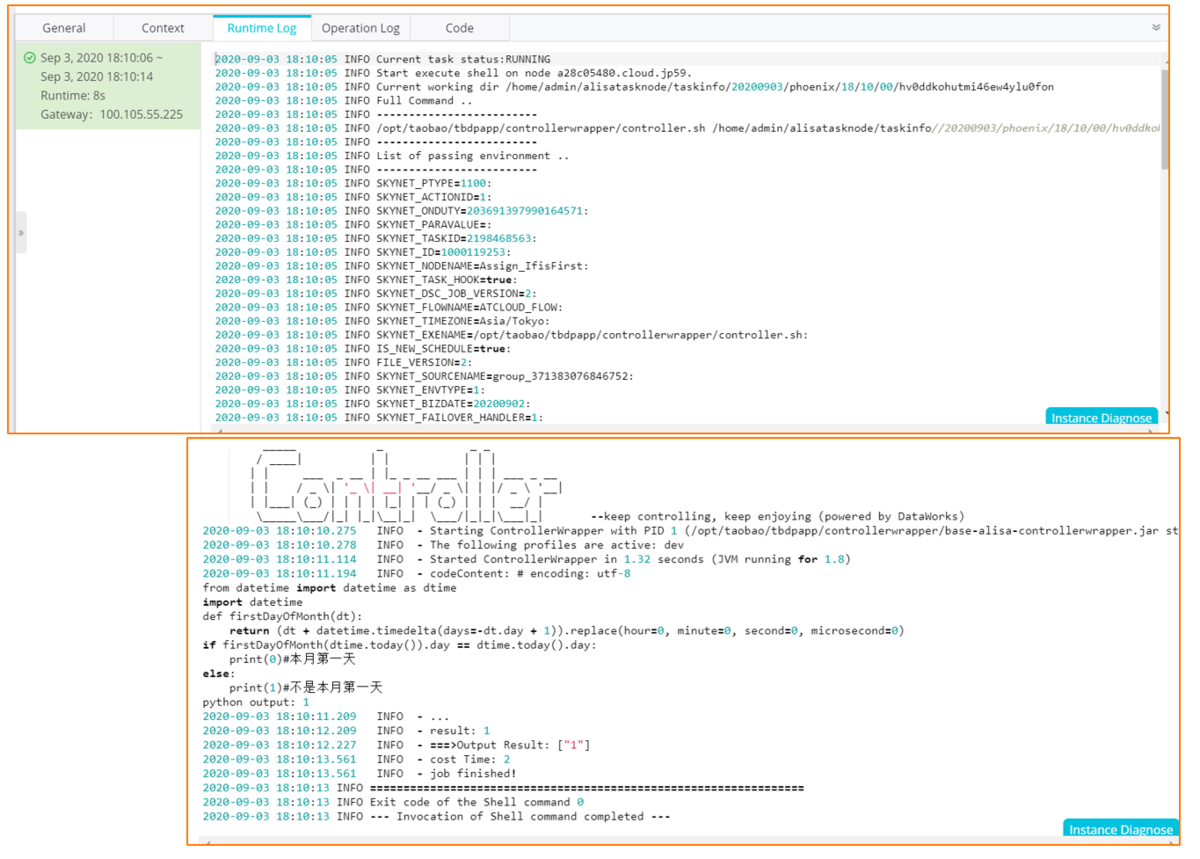 General Context Runtime Log Operation Log Code
Sep 3, 2020 18:10:06 ~
Sep 3, 2020 18:10:14
Runtime: 8s
Gateway: 100.105.55.225
2020-09-03 18:10:05 INFO Current task status:RUNNING
2020-09-03 18:10:05 INFO Start execute shell on node a28c05480.cloud.jp59.
2020-09-03 18:10:05 INFO Current working dir /home/admin/alisatasknode/taskinfo/20200903/phoenix/18/10/00/hv0ddkohutmi46ew4ylu0fon
2020-09-03 18:10:05 INFO Full Command ..
2020-09-03 18:10:05 INFO -------------------------
2020-09-03 18:10:05 INFO /opt/taobao/tbdpapp/controllerwrapper/controller.sh /home/admin/alisatasknode/taskinfo//20200903/phoenix/18/10/00/hv0ddkol
2020-09-03 18:10:05 INFO -------------------------
2020-09-03 18:10:05 INFO List of passing environment ..
2020-09-03 18:10:05 INFO -------------------------
2020-09-03 18:10:05 INFO SKYNET_PTYPE=1100:
2020-09-03 18:10:05 INFO SKYNET_ACTIONID=1:
2020-09-03 18:10:05 INFO SKYNET_ONDUTY=203691397990164571:
2020-09-03 18:10:05 INFO SKYNET_PARAVALUE=:
2020-09-03 18:10:05 INFO SKYNET_TASKID=2198468563:
2020-09-03 18:10:05 INFO SKYNET_ID=1000119253:
2020-09-03 18:10:05 INFO SKYNET_NODENAME=Assign_IfisFirst:
2020-09-03 18:10:05 INFO SKYNET_TASK_HOOK=true:
2020-09-03 18:10:05 INFO SKYNET_DSC_JOB_VERSION=2:
2020-09-03 18:10:05 INFO SKYNET_FLOWNAME=ATCLOUD_FLOW:
2020-09-03 18:10:05 INFO SKYNET_TIMEZONE=Asia/Tokyo:
2020-09-03 18:10:05 INFO SKYNET_EXENAME=/opt/taobao/tbdpapp/controllerwrapper/controller.sh:
2020-09-03 18:10:05 INFO IS_NEW_SCHEDULE=true:
2020-09-03 18:10:05 INFO FILE_VERSION=2:
2020-09-03 18:10:05 INFO SKYNET_SOURCENAME=group_371383076846752:
2020-09-03 18:10:05 INFO SKYNET_ENVTYPE=1:
2020-09-03 18:10:05 INFO SKYNET_BIZDATE=20200902:
2020-09-03 18:10:05 INFO SKYNET_FAILOVER_HANDLER=1:
Instance Diagnose
Controller
--keep controlling, keep enjoying (powered by DataWorks)
2020-09-03 18:10:10.275 INFO - Starting ControllerWrapper with PID 1 (/opt/taobao/tbdpapp/controllerwrapper/base-alisa-controllerwrapper.jar st
2020-09-03 18:10:10.278 INFO - The following profiles are active: dev
2020-09-03 18:10:11.114 INFO - Started ControllerWrapper in 1.32 seconds (JVM running for 1.8)
2020-09-03 18:10:11.194 INFO - codeContent: # encoding: utf-8
from datetime import datetime as dtime
import datetime
def firstDayOfMonth(dt):
return (dt + datetime.timedelta(days=-dt.day + 1)).replace(hour=0, minute=0, second=0, microsecond=0)
if firstDayOfMonth(dtime.today()).day == dtime.today().day:
print(0)#本月第一天
else:
print(1)#不是本月第一天
python output: 1
2020-09-03 18:10:11.209 INFO - ...
2020-09-03 18:10:12.209 INFO - result: 1
2020-09-03 18:10:12.227 INFO - ===>Output Result: ["1"]
2020-09-03 18:10:13.561 INFO - cost Time: 2
2020-09-03 18:10:13.561 INFO - job finished!
2020-09-03 18:10:13 INFO =================================================================
2020-09-03 18:10:13 INFO Exit code of the Shell command 0
2020-09-03 18:10:13 INFO --- Invocation of Shell command completed ---
Instance Diagnose